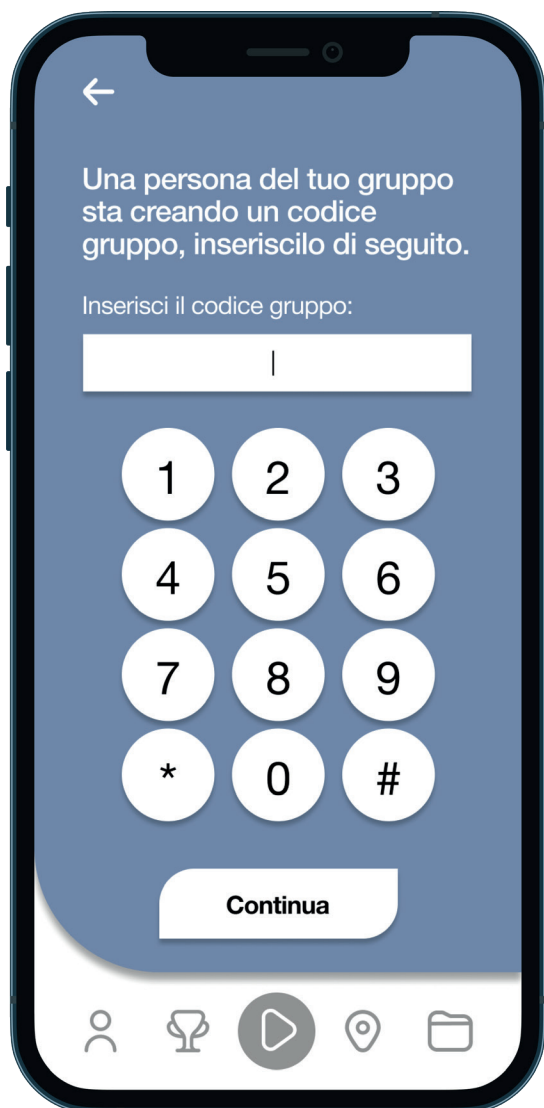 Una persona del tuo gruppo
sta creando un codice
gruppo, inseriscilo di seguito.
Inserisci il codice gruppo:
1 2 3
4 5 6
7 8 9
* 0 #
Continua